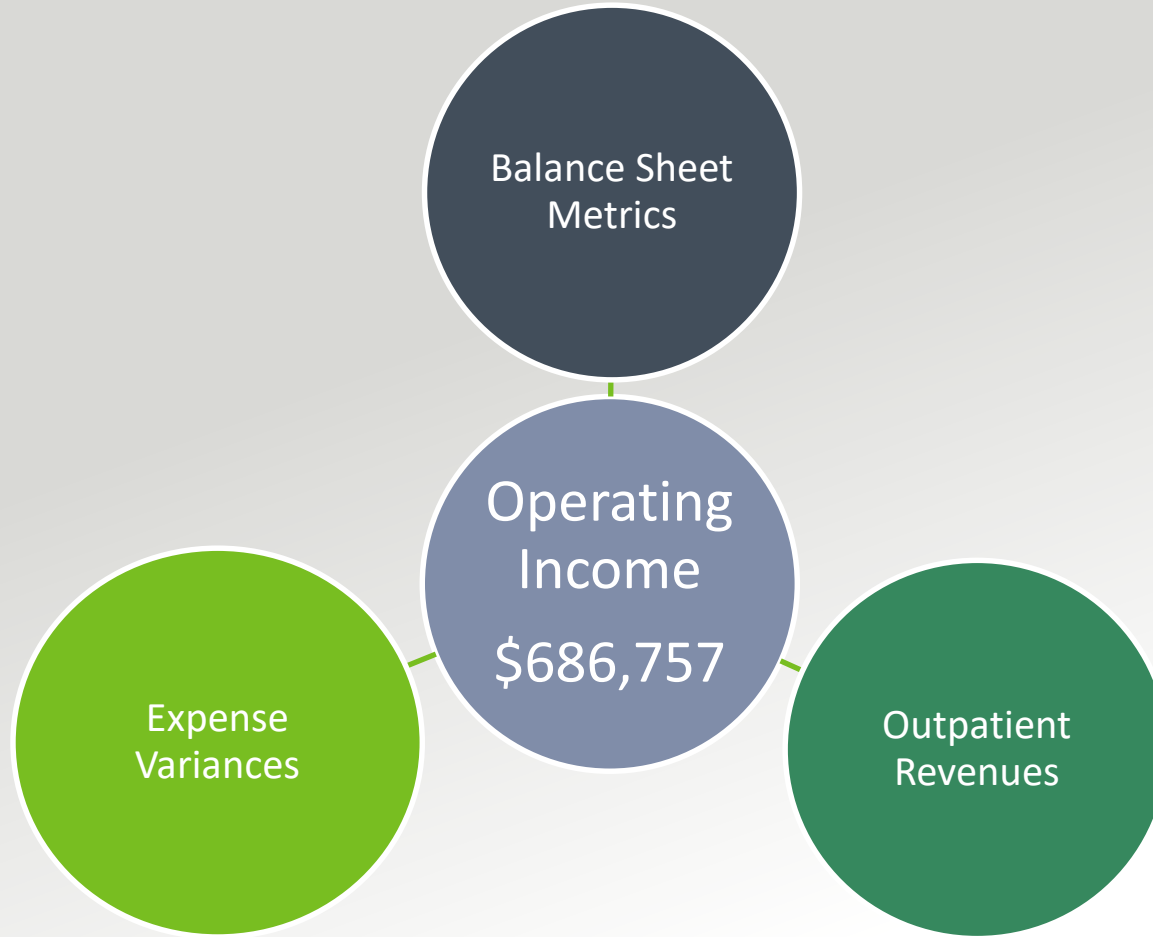 Balance Sheet
Metrics
Operating
Income
$686,757
Expense
Variances
Outpatient
Revenues